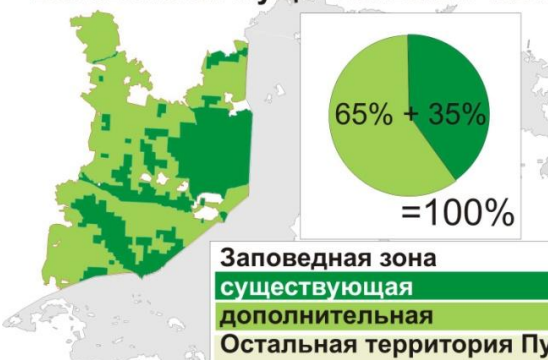 65% + 35%
=100%
Заповедная зона
существующая
дополнительная
Остальная территория